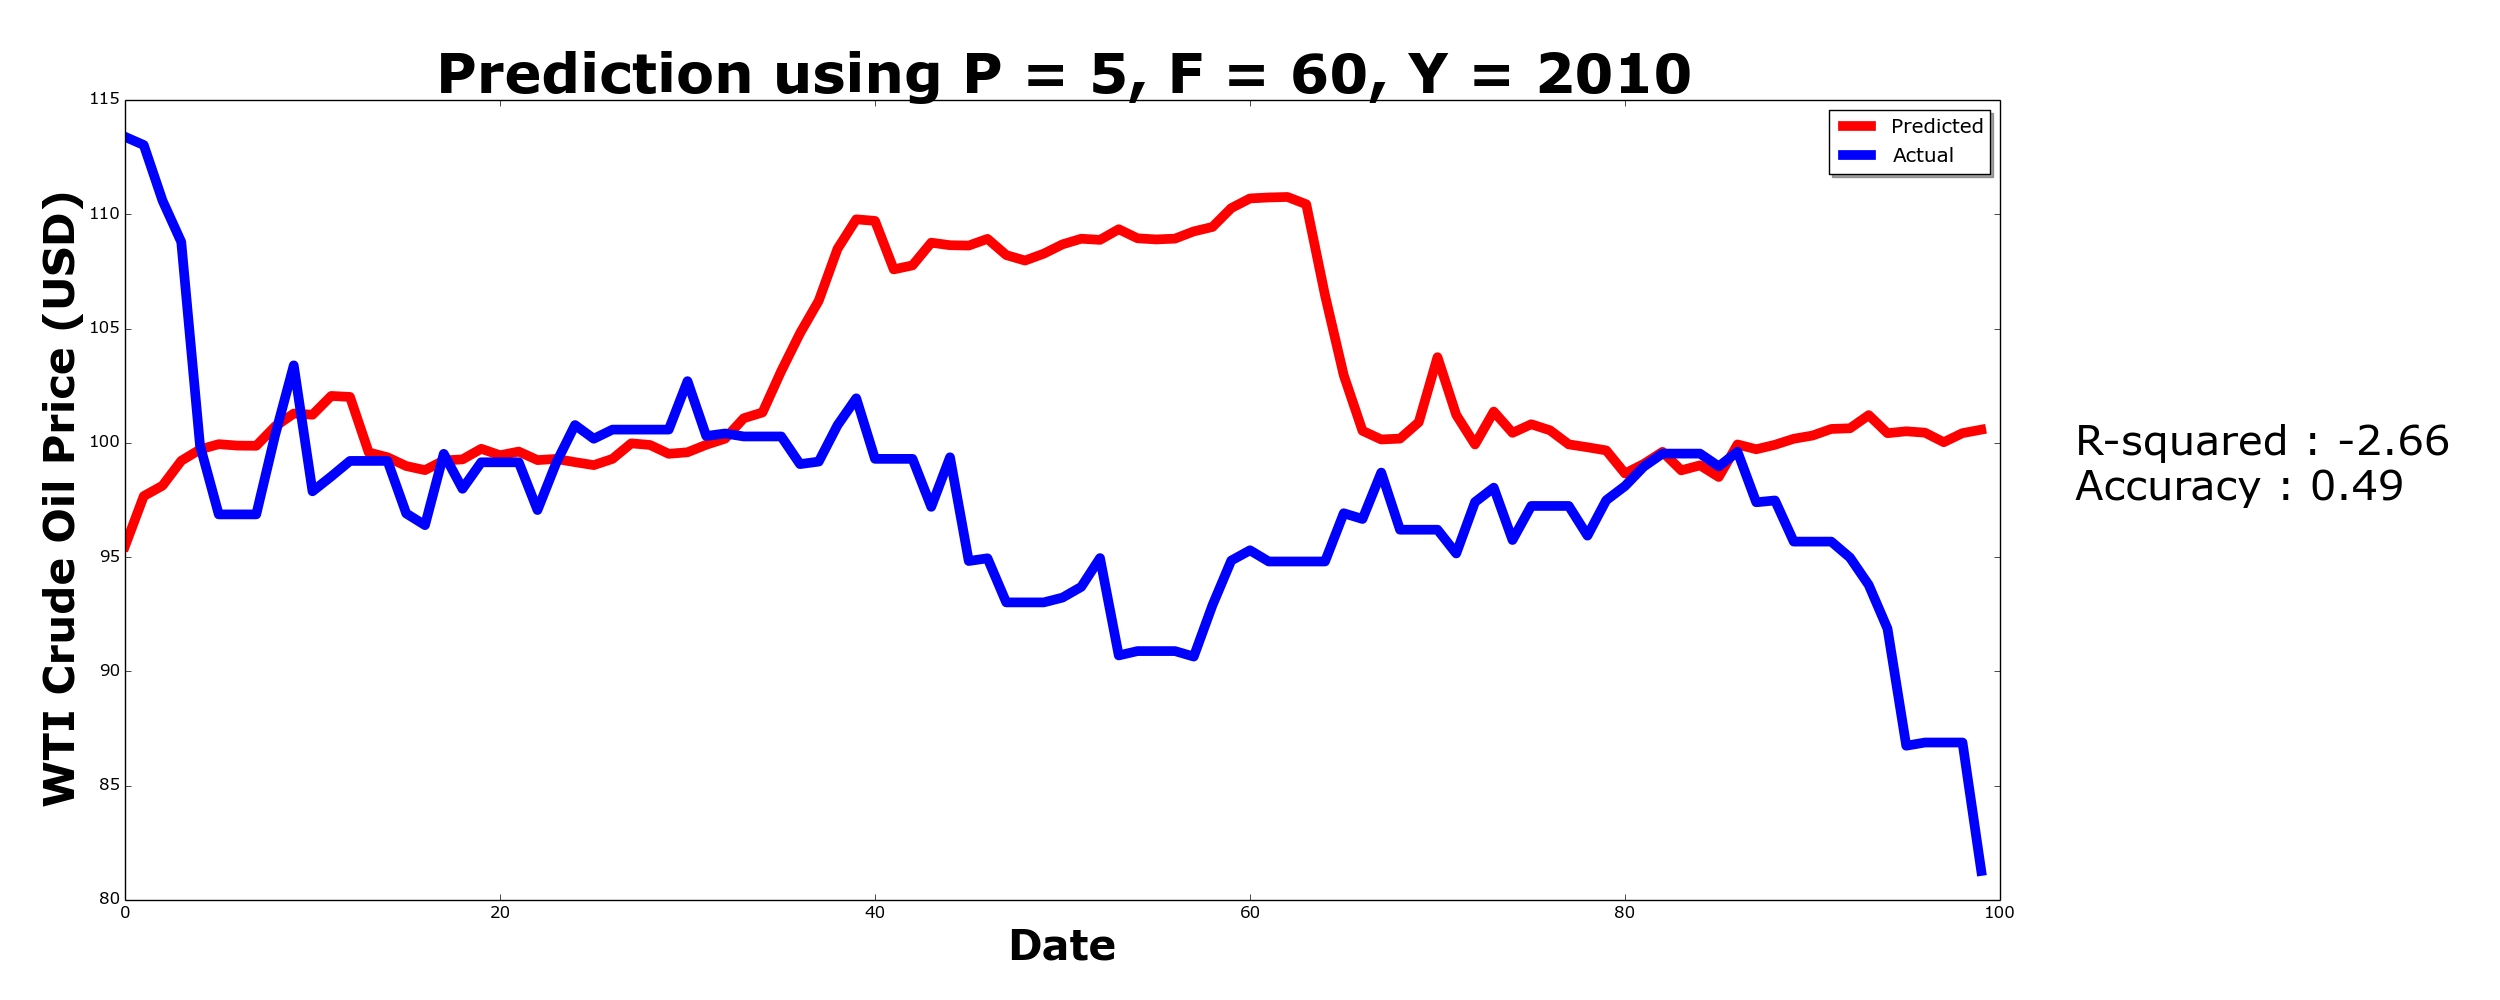 Prediction using P = 5, F = 60, Y = 2010
WTI Crude Oil Price (USD)
115
110
105
100
95
90
85
80
0 20 40 60 80 100
Date
Predicted
Actual
R-squared : -2.66
Accuracy : 0.49